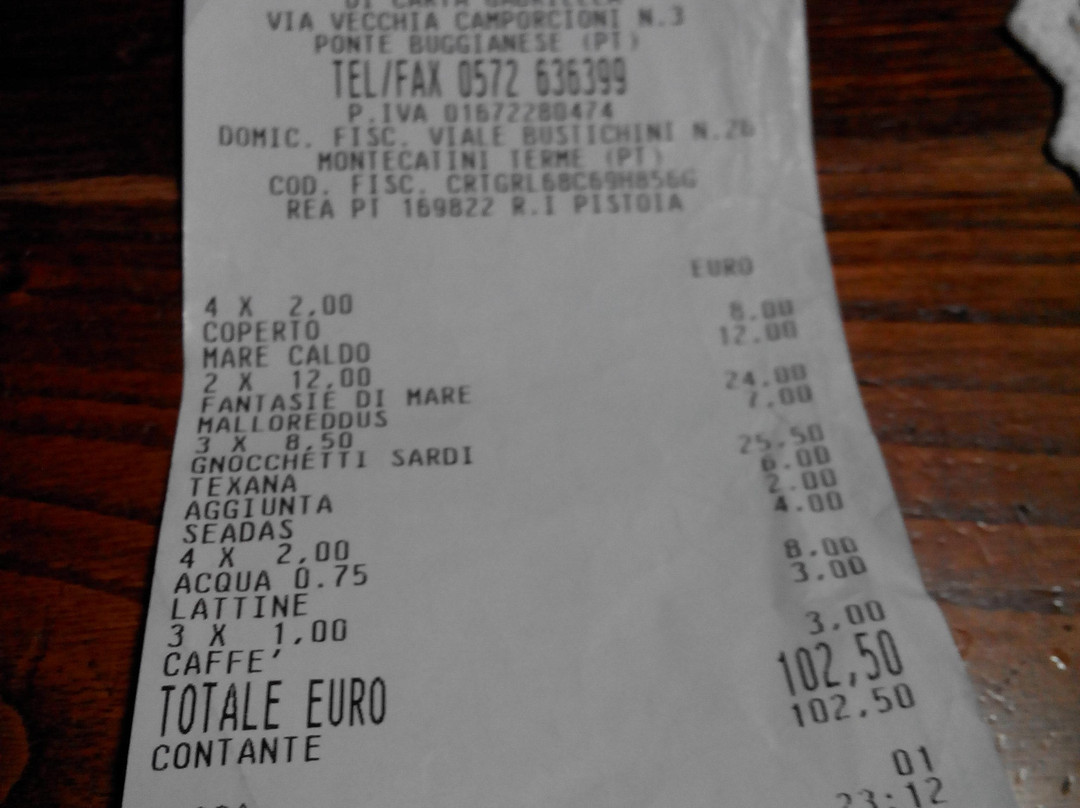 DI CARTA GABRIELLA
VIA VECCHIA CAMPORCIONI N.3
PONTE BUGGIANESE (PT)
TEL/FAX 0572 636399
P.IVA 01672280474
DOMIC. FISC. VIALE BUSTICHINI N.26
MONTECATINI TERME (PT)
COD. FISC. CRTGRL68C69H856G
REA PT 169822 R.I PISTOIA
EURO
4 X 2,00
COPERTO 8.00
MARE CALDO 12.00
2 X 12,00
FANTASIE DI MARE 24.00
MALLOREDDUS 7.00
3 X 8,50
GNOCCHETTI SARDI 25.50
TEXANA 6.00
AGGIUNTA 2.00
SEADAS 4.00
4 X 2,00
ACQUA 0.75 8.00
LATTINE 3.00
3 X 1,00
CAFFE' 3.00
TOTALE EURO 102,50
CONTANTE 102.50
01
23:12